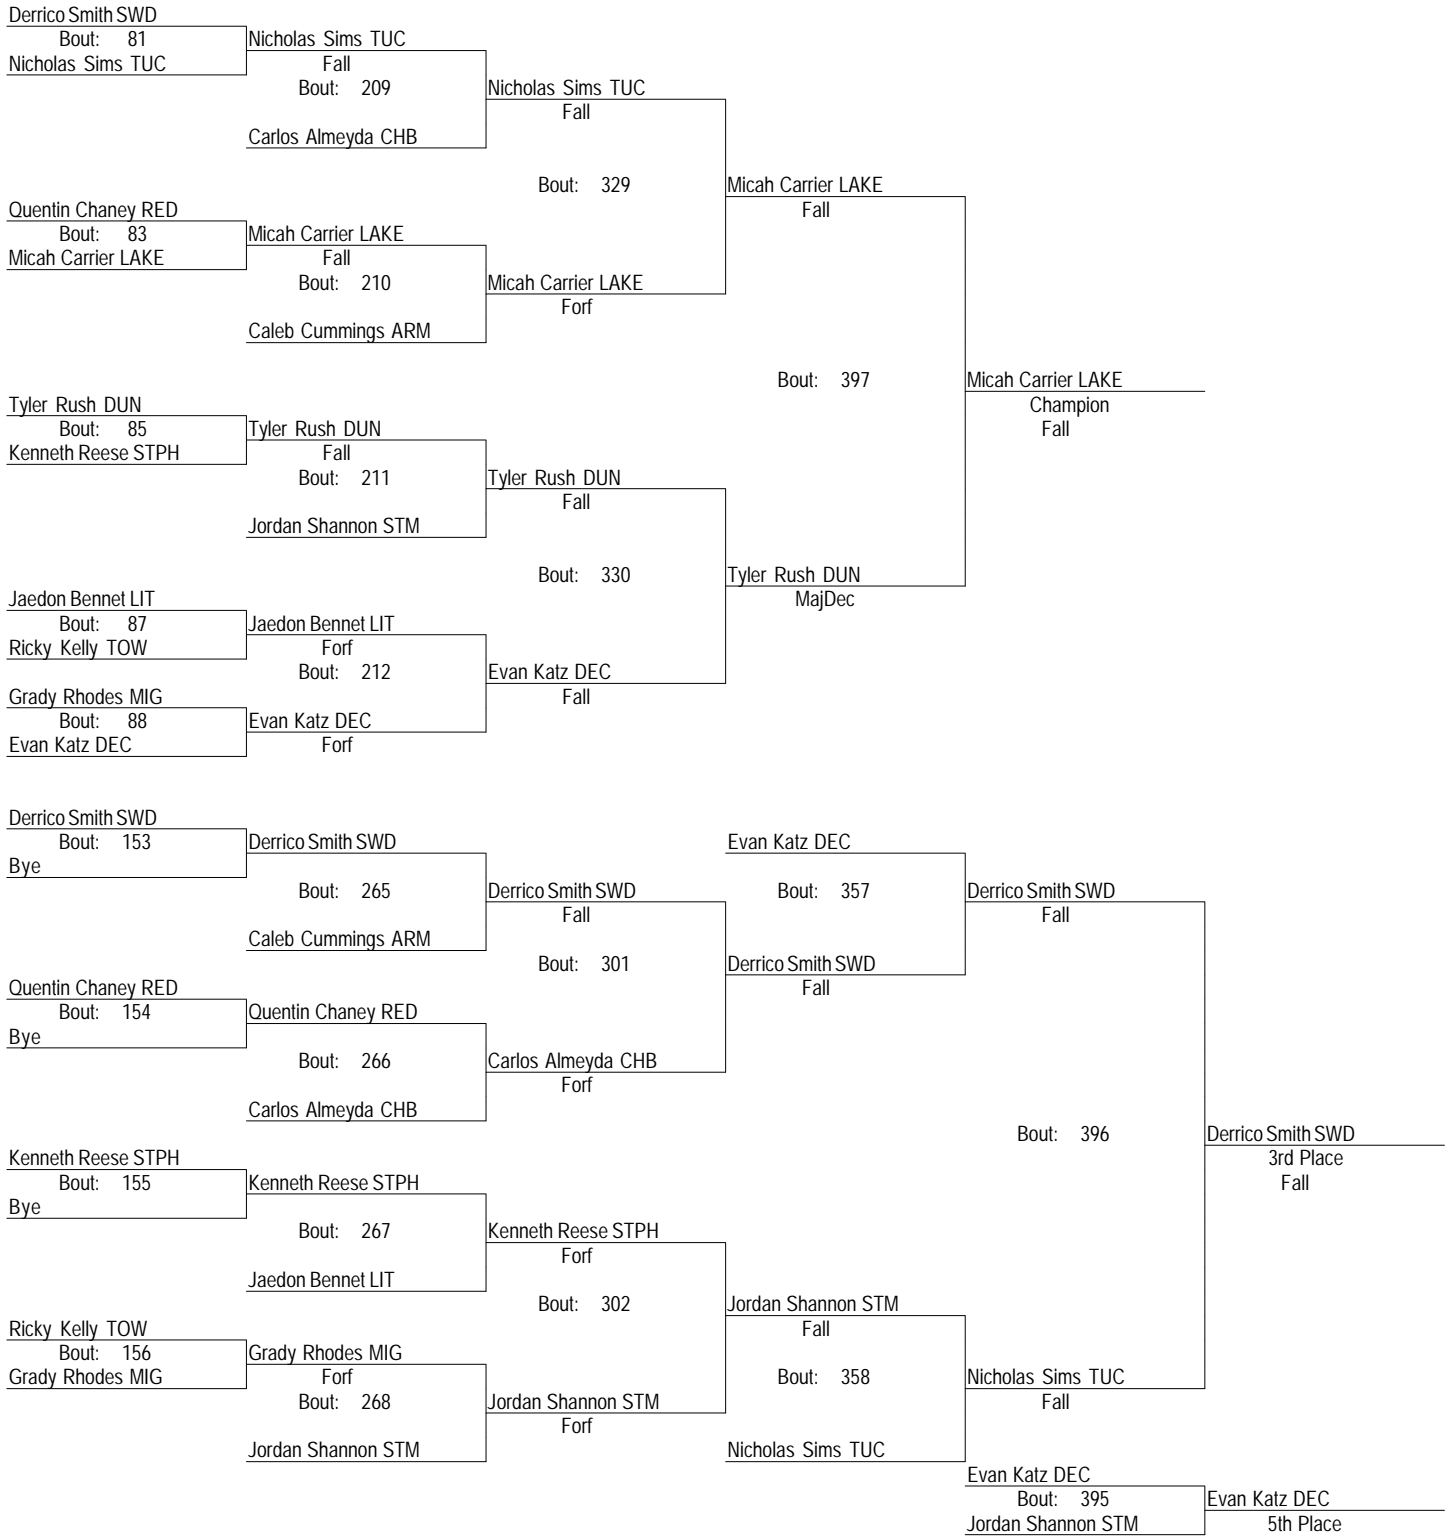 Derrico Smith SWD
Bout: 81
Nicholas Sims TUC
Nicholas Sims TUC
Fall
Bout: 209
Carlos Almeyda CHB
Nicholas Sims TUC
Fall
Bout: 329
Micah Carrier LAKE
Fall
Quentin Chaney RED
Bout: 83
Micah Carrier LAKE
Micah Carrier LAKE
Fall
Bout: 210
Caleb Cummings ARM
Micah Carrier LAKE
Forf
Bout: 397
Micah Carrier LAKE
Champion
Fall
Tyler Rush DUN
Bout: 85
Kenneth Reese STPH
Tyler Rush DUN
Fall
Bout: 211
Jordan Shannon STM
Tyler Rush DUN
Fall
Bout: 330
Tyler Rush DUN
MajDec
Jaedon Bennet LIT
Bout: 87
Ricky Kelly TOW
Jaedon Bennet LIT
Forf
Bout: 212
Evan Katz DEC
Fall
Grady Rhodes MIG
Bout: 88
Evan Katz DEC
Evan Katz DEC
Forf
Derrico Smith SWD
Bout: 153
Bye
Derrico Smith SWD
Bout: 265
Caleb Cummings ARM
Derrico Smith SWD
Fall
Bout: 301
Derrico Smith SWD
Fall
Evan Katz DEC
Bout: 357
Derrico Smith SWD
Fall
Quentin Chaney RED
Bout: 154
Bye
Quentin Chaney RED
Bout: 266
Carlos Almeyda CHB
Carlos Almeyda CHB
Forf
Bout: 396
Derrico Smith SWD
3rd Place
Fall
Kenneth Reese STPH
Bout: 155
Bye
Kenneth Reese STPH
Bout: 267
Jaedon Bennet LIT
Kenneth Reese STPH
Forf
Bout: 302
Jordan Shannon STM
Fall
Bout: 358
Nicholas Sims TUC
Fall
Ricky Kelly TOW
Bout: 156
Grady Rhodes MIG
Grady Rhodes MIG
Forf
Bout: 268
Jordan Shannon STM
Jordan Shannon STM
Forf
Nicholas Sims TUC
Evan Katz DEC
Bout: 395
Jordan Shannon STM
Evan Katz DEC
5th Place